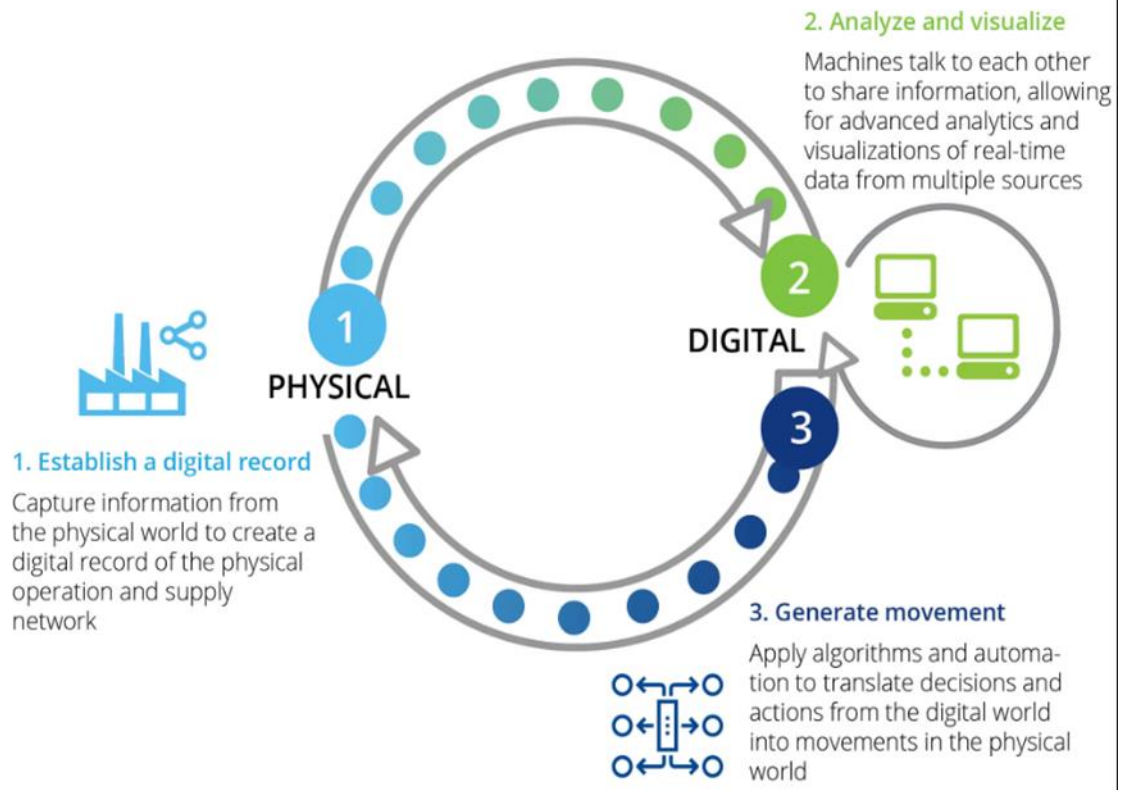 2. Analyze and visualize
Machines talk to each other
to share information, allowing
for advanced analytics and
visualizations of real-time
data from multiple sources
2
1
DIGITAL
PHYSICAL
3
1. Establish a digital record
Capture information from
the physical world to create a
digital record of the physical
operation and supply
network
3. Generate movement
Apply algorithms and automa-
tion to translate decisions and
actions from the digital world
into movements in the physical
world